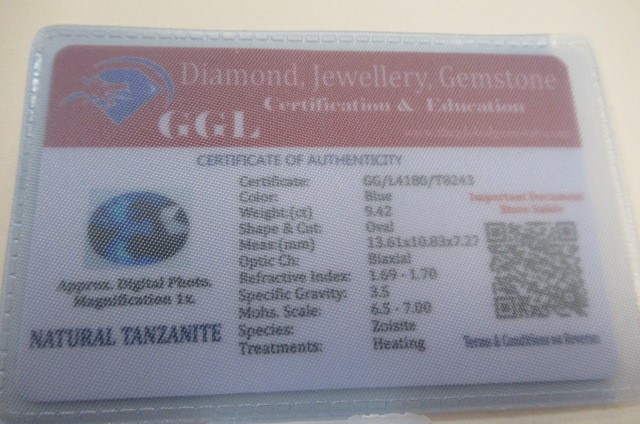 Diamond, Jewellery, Gemstone
Certification & Education
GGL
CERTIFICATE OF AUTHENTICITY
Certificate: GG/L4180/T8243
Color: Blue
Weight:(ct) 9.42
Shape & Cut: Oval
Meas:(mm) 13.61x10.83x7.27
Optic Ch: Biaxial
Refractive Index: 1.69 - 1.70
Specific Gravity: 3.5
Mohs. Scale: 6.5 - 7.00
Species: Zoisite
Treatments: Heating
Approx. Digital Photo.
Magnification 1x.
NATURAL TANZANITE
Important Document
Store Safely
Terms & Conditions on Reverse